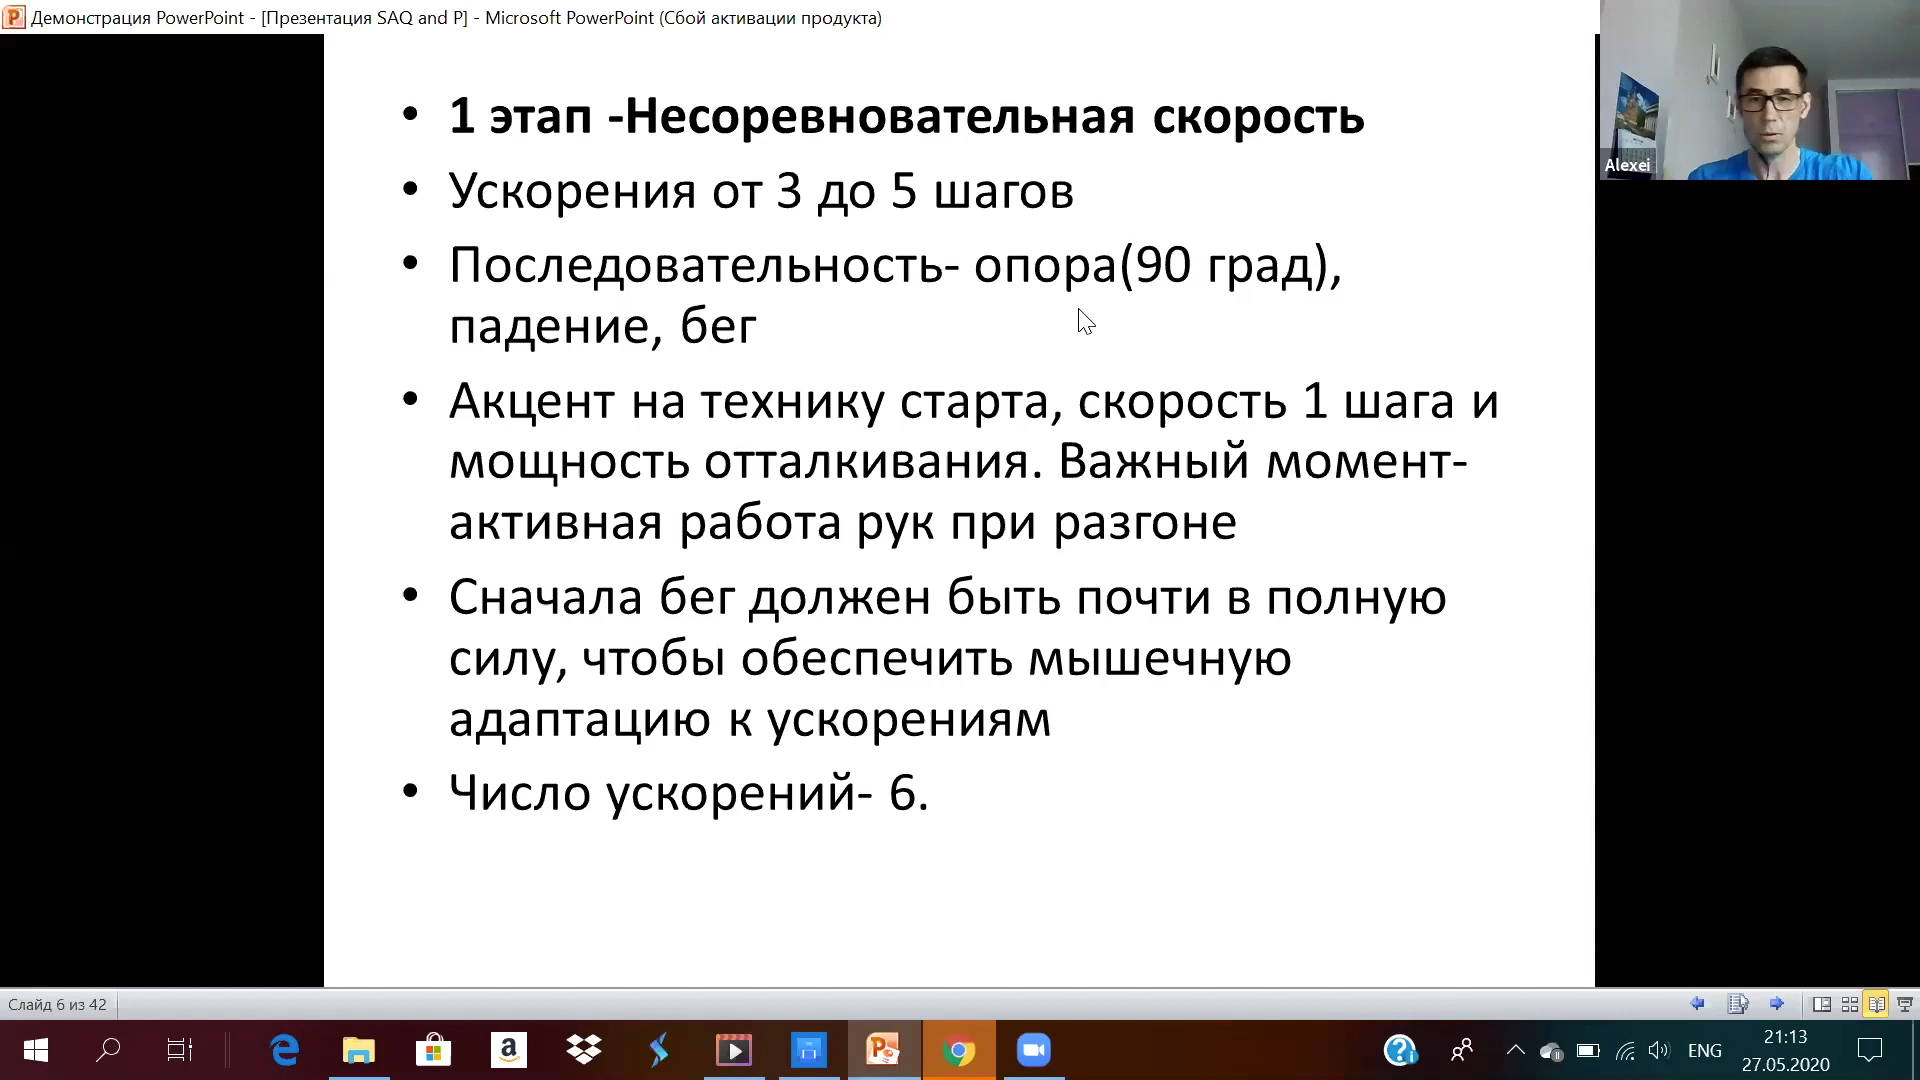 Демонстрация PowerPoint - [Презентация SAQ and P] - Microsoft PowerPoint (Сбой активации продукта)
Alexei
• 1 этап -Несоревновательная скорость
• Ускорения от 3 до 5 шагов
• Последовательность- опора(90 град),
падение, бег
• Акцент на технику старта, скорость 1 шага и
мощность отталкивания. Важный момент-
активная работа рук при разгоне
• Сначала бег должен быть почти в полную
силу, чтобы обеспечить мышечную
адаптацию к ускорениям
• Число ускорений- 6.
Слайд 6 из 42
ENG
21:13
27.05.2020